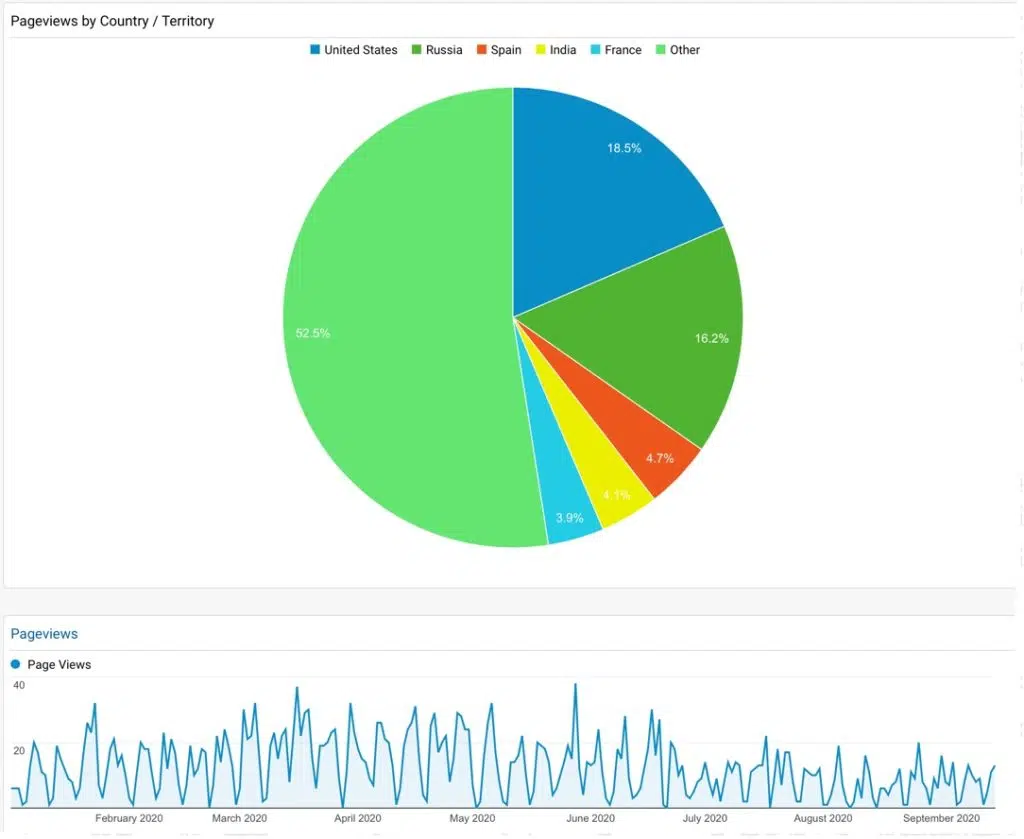 Pageviews by Country / Territory
United States Russia Spain India France Other
18.5%
16.2%
52.5%
4.7%
4.1%
3.9%
Pageviews
Page Views
40
20
February 2020 March 2020 April 2020 May 2020 June 2020 July 2020 August 2020 September 2020